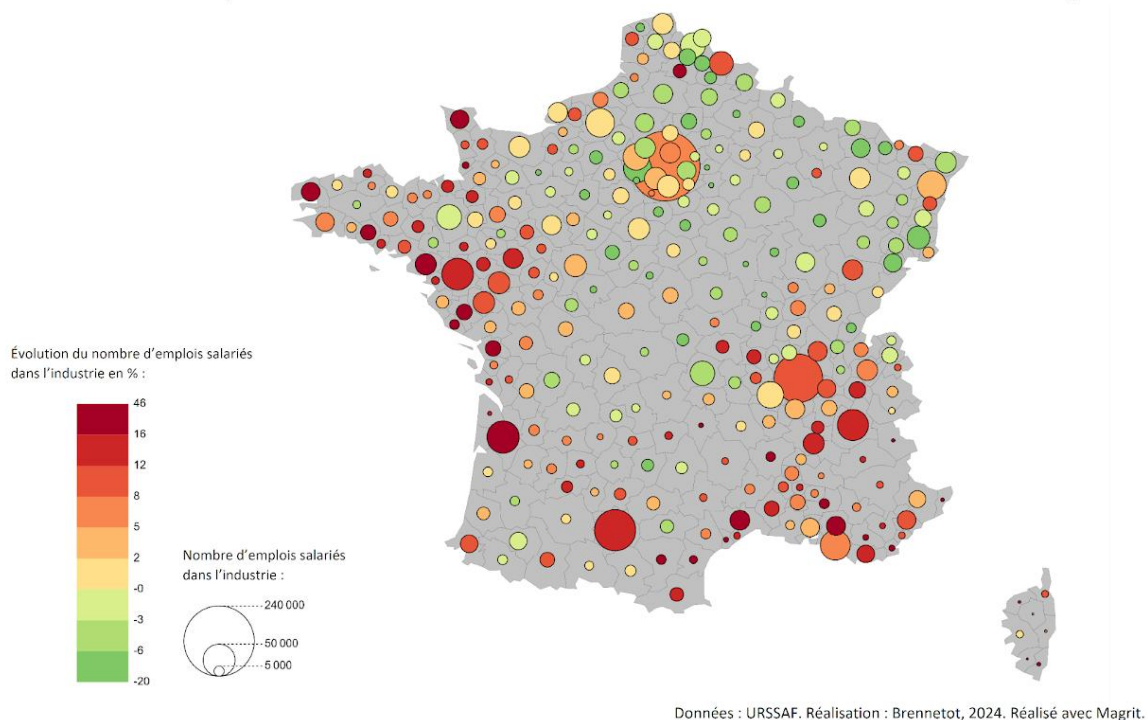 Évolution du nombre d’emplois salariés
dans l’industrie en % :
46
16
12
8
5
2
-0
-3
-6
-20
Nombre d’emplois salariés
dans l’industrie :
240 000
50 000
5 000
Données : URSSAF. Réalisation : Brennetot, 2024. Réalisé avec Magrit.